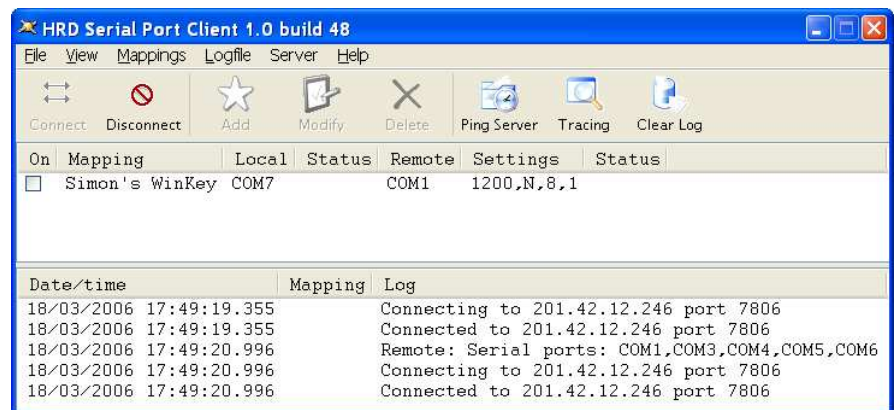 HRD Serial Port Client 1.0 build 48
File View Mappings Logfile Server Help
Connect Disconnect Add Modify Delete Ping Server Tracing Clear Log
On Mapping Local Status Remote Settings Status
Simon's WinKey COM7 COM1 1200,N,8,1
Date/time Mapping Log
18/03/2006 17:49:19.355 Connecting to 201.42.12.246 port 7806
18/03/2006 17:49:19.355 Connected to 201.42.12.246 port 7806
18/03/2006 17:49:20.996 Remote: Serial ports: COM1,COM3,COM4,COM5,COM6
18/03/2006 17:49:20.996 Connecting to 201.42.12.246 port 7806
18/03/2006 17:49:20.996 Connected to 201.42.12.246 port 7806